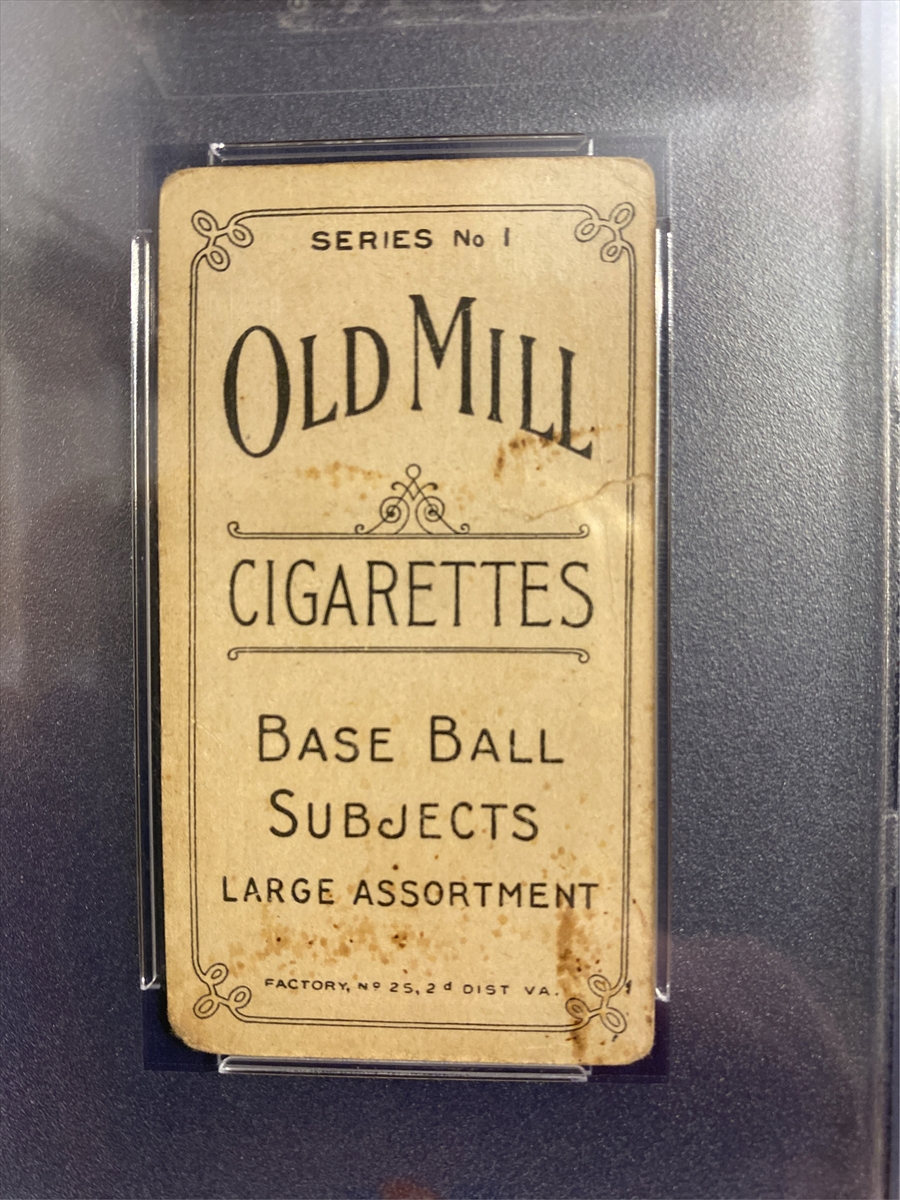 SERIES No 1
OLD MILL
CIGARETTES
BASE BALL
SUBJECTS
LARGE ASSORTMENT
FACTORY, Nº 25, 2d DIST VA.